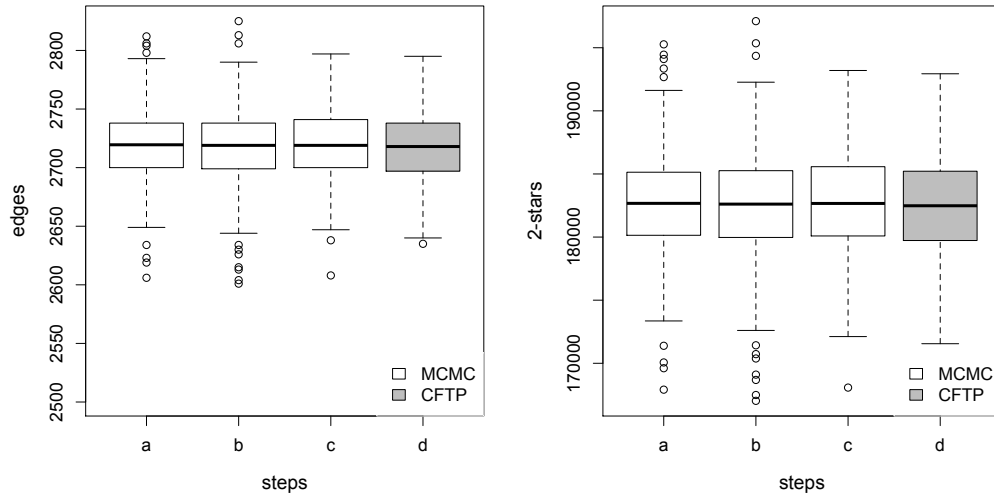 edges
2800
2750
2700
2650
2600
2550
2500
MCMC
CFTP
a b c d
steps
2-stars
190000
180000
170000
MCMC
CFTP
a b c d
steps